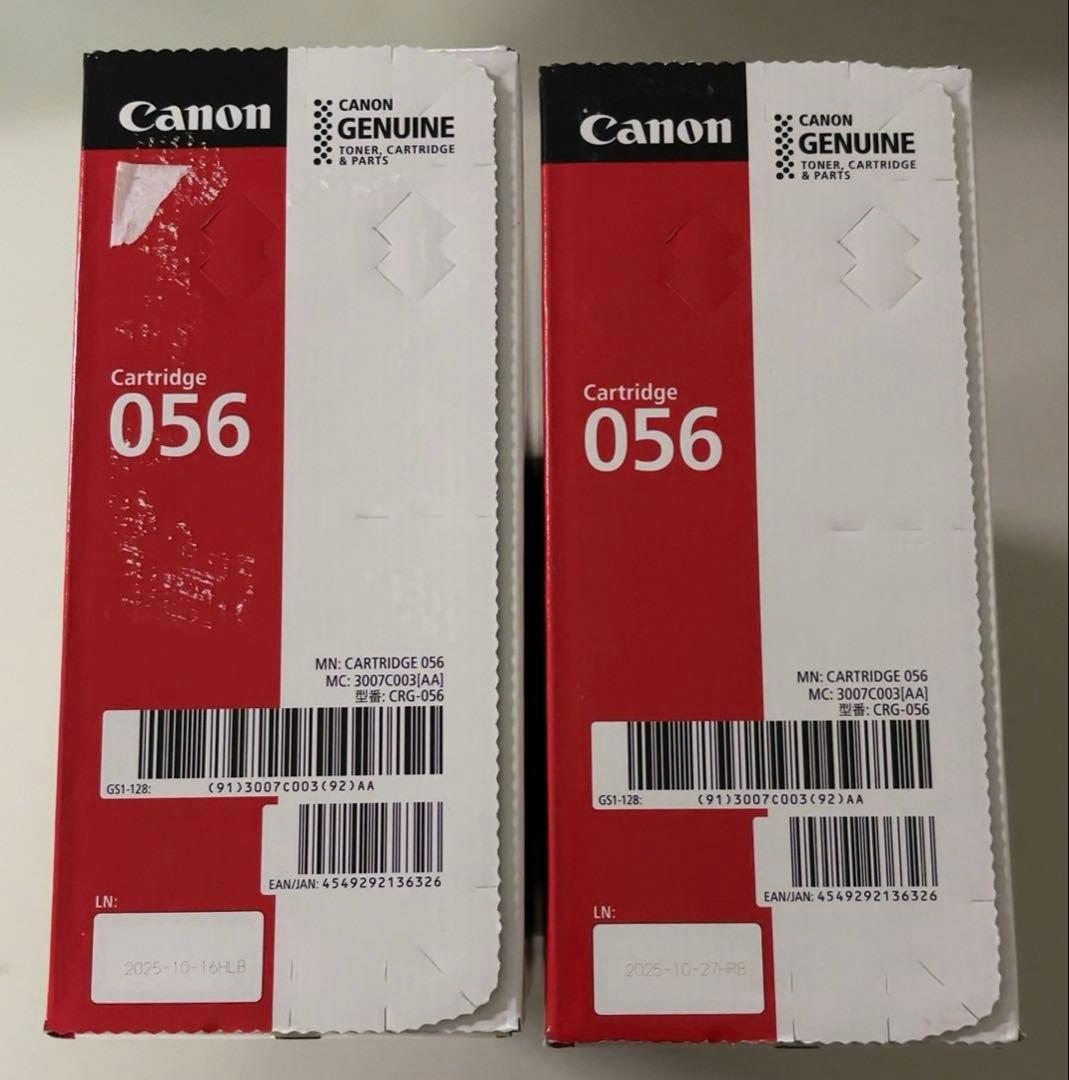 Canon
CANON
GENUINE
TONER, CARTRIDGE
& PARTS
Cartridge
056
MN: CARTRIDGE 056
MC: 3007C003[AA]
型番: CRG-056
GS1-128: (91)3007C003(92)AA
EAN/JAN: 4549292136326
LN:
2025-10-16HLB
Canon
CANON
GENUINE
TONER, CARTRIDGE
& PARTS
Cartridge
056
MN: CARTRIDGE 056
MC: 3007C003[AA]
型番: CRG-056
GS1-128: (91)3007C003(92)AA
EAN/JAN: 4549292136326
LN:
2025-10-27HRB